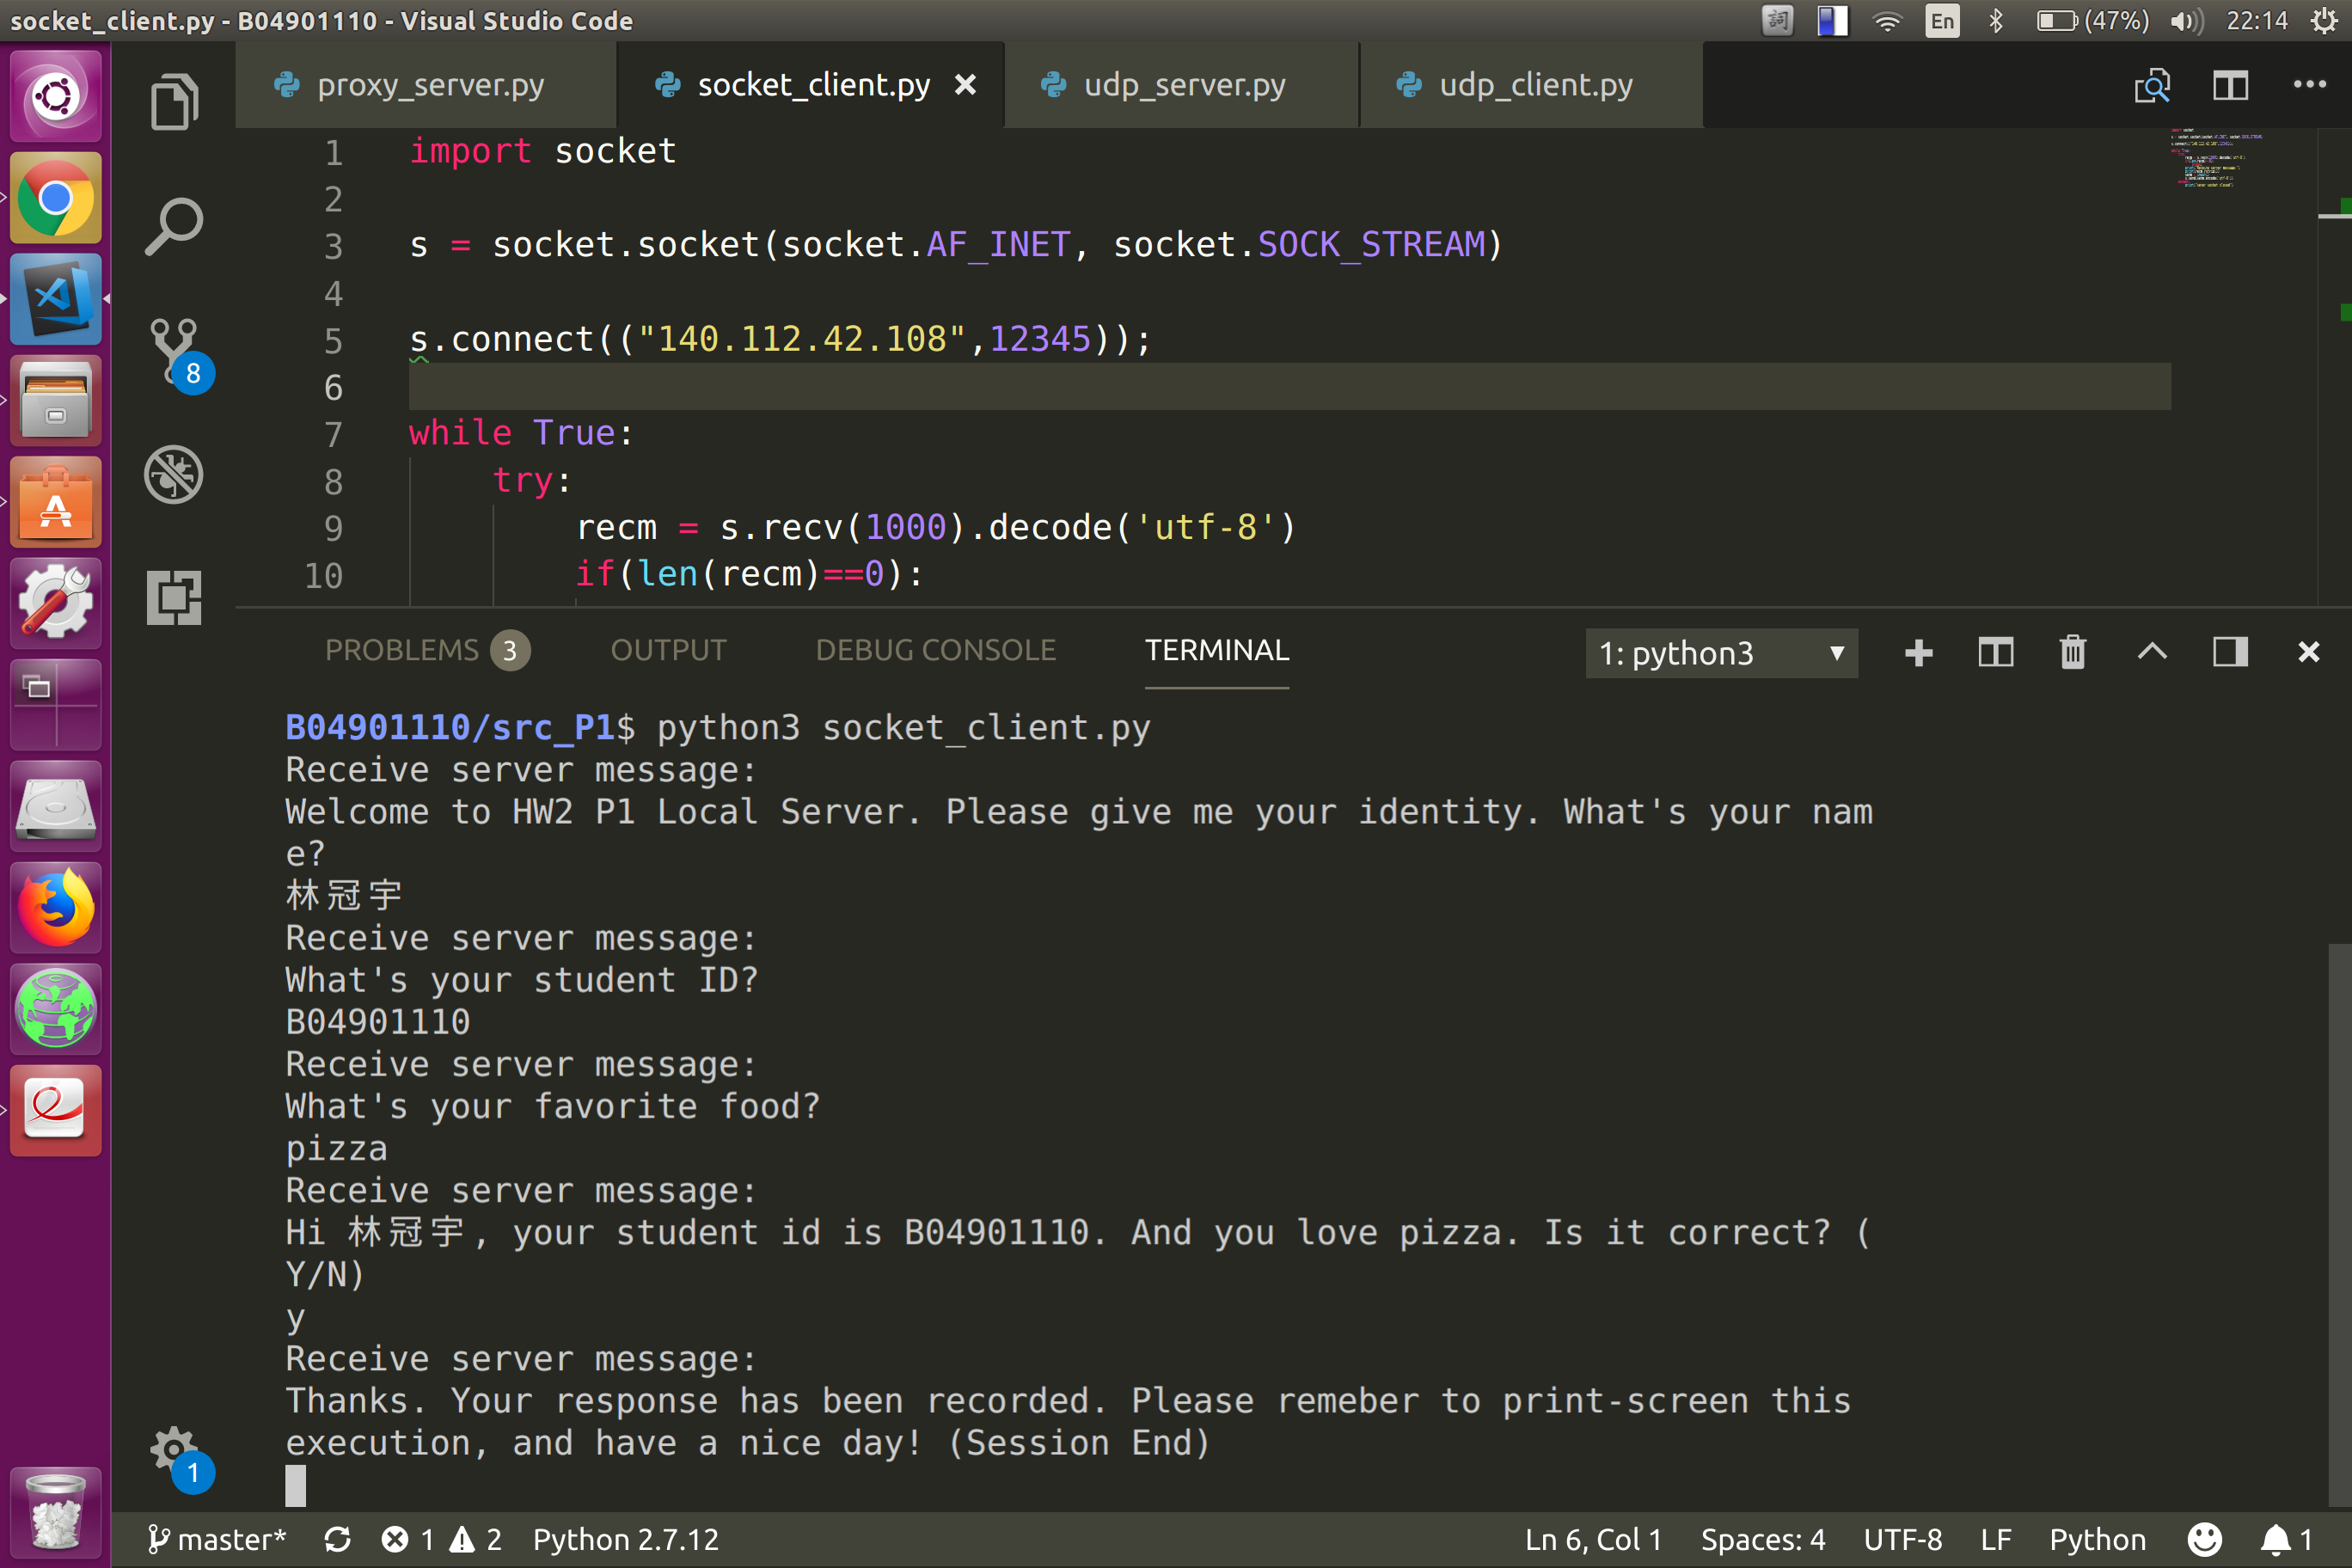 socket_client.py - B04901110 - Visual Studio Code
詞 En (47%) 22:14
proxy_server.py socket_client.py udp_server.py udp_client.py
1 import socket
2
3 s = socket.socket(socket.AF_INET, socket.SOCK_STREAM)
4
5 s.connect(("140.112.42.108",12345));
6
7 while True:
8 try:
9 recm = s.recv(1000).decode('utf-8')
10 if(len(recm)==0):
8
PROBLEMS 3 OUTPUT DEBUG CONSOLE TERMINAL 1: python3
B04901110/src_P1$ python3 socket_client.py
Receive server message:
Welcome to HW2 P1 Local Server. Please give me your identity. What's your nam
e?
林冠宇
Receive server message:
What's your student ID?
B04901110
Receive server message:
What's your favorite food?
pizza
Receive server message:
Hi 林冠宇, your student id is B04901110. And you love pizza. Is it correct? (
Y/N)
y
Receive server message:
Thanks. Your response has been recorded. Please remeber to print-screen this
execution, and have a nice day! (Session End)
1
master* 1 2 Python 2.7.12 Ln 6, Col 1 Spaces: 4 UTF-8 LF Python 1